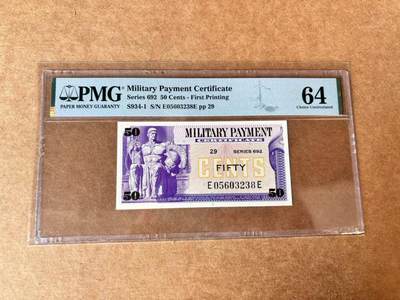 PMG
PAPER MONEY GUARANTY
Military Payment Certificate
Series 692 50 Cents - First Printing
S934-1 S/N E05603238E pp 29
64
Choice Uncirculated
50
MILITARY PAYMENT
CERTIFICATE
29 SERIES 692
CENTS
FIFTY
E05603238E
50
50